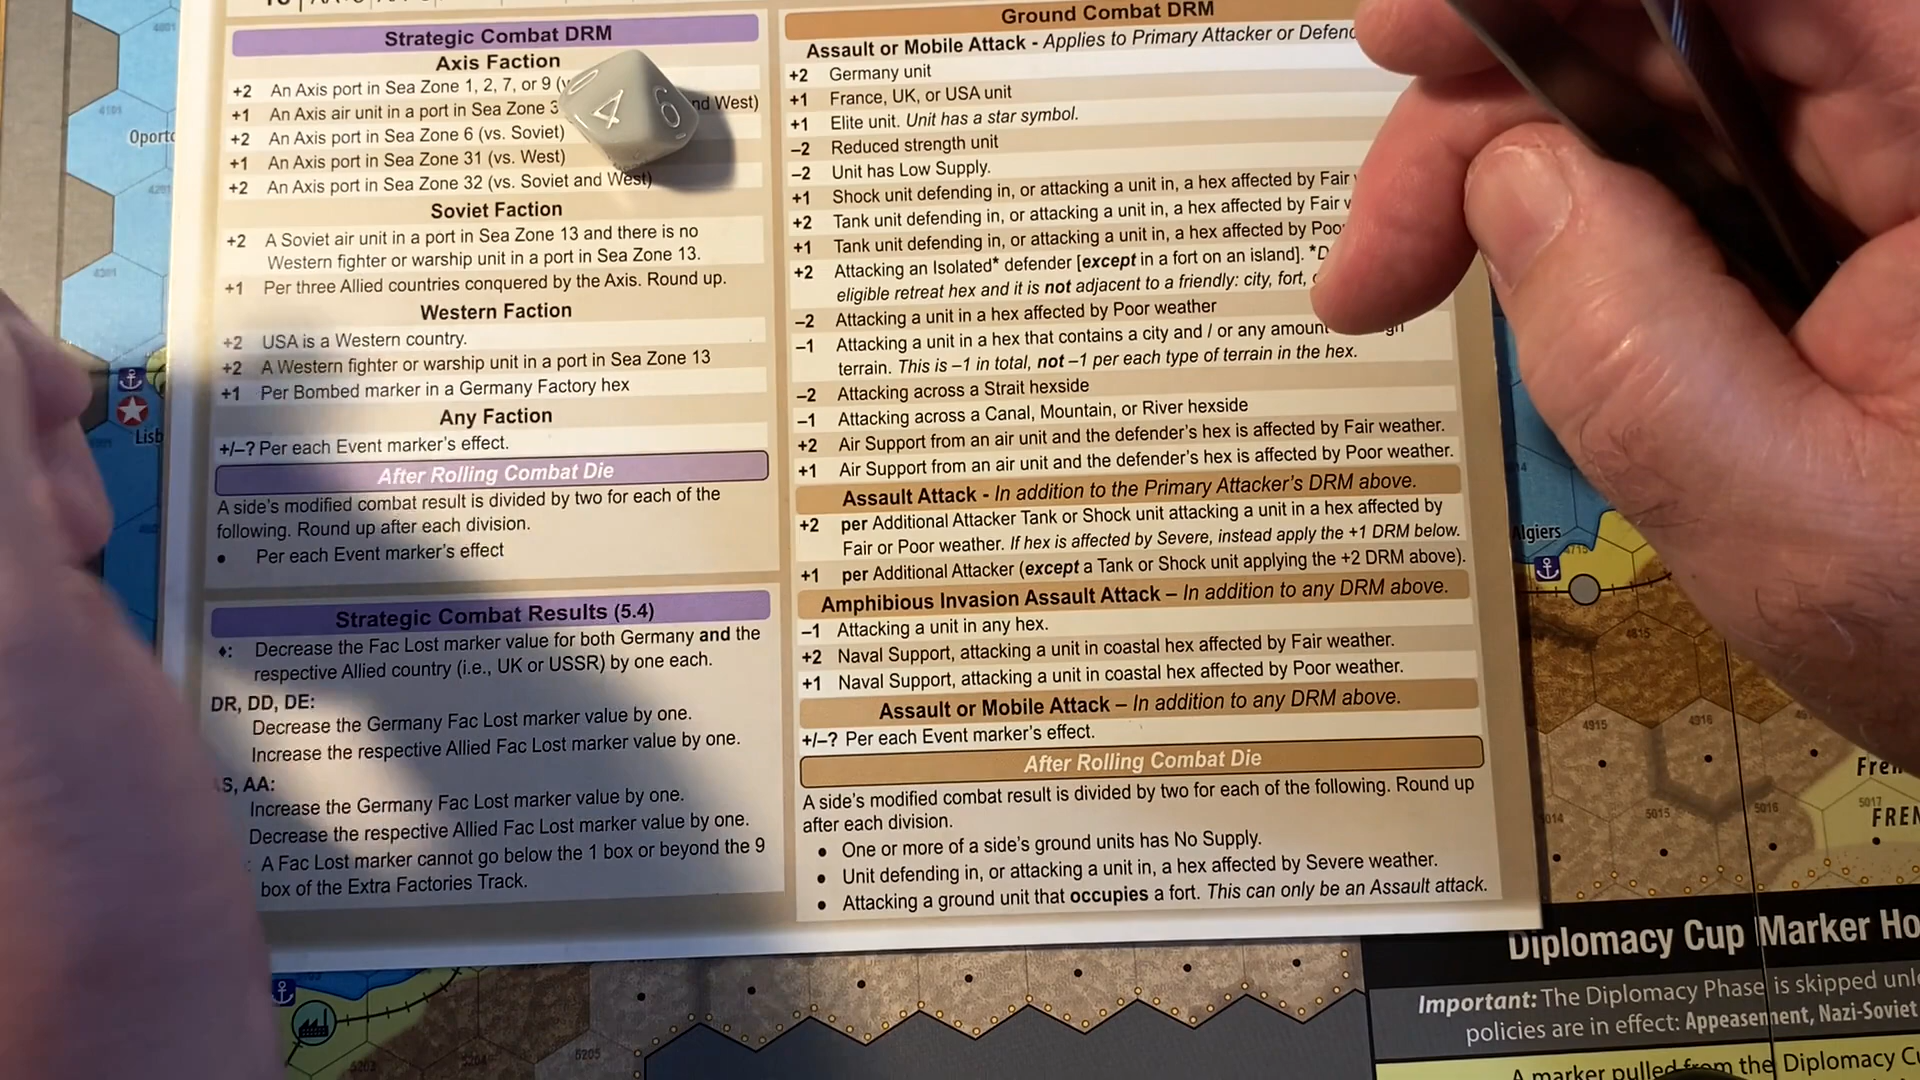 Strategic Combat DRM
Axis Faction
+2 An Axis port in Sea Zone 1, 2, 7, or 9
+1 An Axis air unit in a port in Sea Zone 3 nd West)
+2 An Axis port in Sea Zone 6 (vs. Soviet)
+1 An Axis port in Sea Zone 31 (vs. West)
+2 An Axis port in Sea Zone 32 (vs. Soviet and West)
Soviet Faction
+2 A Soviet air unit in a port in Sea Zone 13 and there is no
Western fighter or warship unit in a port in Sea Zone 13.
+1 Per three Allied countries conquered by the Axis. Round up.
Western Faction
+2 USA is a Western country.
+2 A Western fighter or warship unit in a port in Sea Zone 13
+1 Per Bombed marker in a Germany Factory hex
Any Faction
+/–? Per each Event marker's effect.
After Rolling Combat Die
A side's modified combat result is divided by two for each of the
following. Round up after each division.
• Per each Event marker's effect
Strategic Combat Results (5.4)
♦: Decrease the Fac Lost marker value for both Germany and the
respective Allied country (i.e., UK or USSR) by one each.
DR, DD, DE:
Decrease the Germany Fac Lost marker value by one.
Increase the respective Allied Fac Lost marker value by one.
S, AA:
Increase the Germany Fac Lost marker value by one.
Decrease the respective Allied Fac Lost marker value by one.
: A Fac Lost marker cannot go below the 1 box or beyond the 9
box of the Extra Factories Track.
Ground Combat DRM
Assault or Mobile Attack - Applies to Primary Attacker or Defend
+2 Germany unit
+1 France, UK, or USA unit
+1 Elite unit. Unit has a star symbol.
–2 Reduced strength unit
–2 Unit has Low Supply.
+1 Shock unit defending in, or attacking a unit in, a hex affected by Fair
+2 Tank unit defending in, or attacking a unit in, a hex affected by Fair
+1 Tank unit defending in, or attacking a unit in, a hex affected by Poo
+2 Attacking an Isolated* defender [except in a fort on an island]. *D
eligible retreat hex and it is not adjacent to a friendly: city, fort,
–2 Attacking a unit in a hex affected by Poor weather
–1 Attacking a unit in a hex that contains a city and / or any amount gh
terrain. This is –1 in total, not –1 per each type of terrain in the hex.
–2 Attacking across a Strait hexside
–1 Attacking across a Canal, Mountain, or River hexside
+2 Air Support from an air unit and the defender's hex is affected by Fair weather.
+1 Air Support from an air unit and the defender's hex is affected by Poor weather.
Assault Attack - In addition to the Primary Attacker's DRM above.
+2 per Additional Attacker Tank or Shock unit attacking a unit in a hex affected by
Fair or Poor weather. If hex is affected by Severe, instead apply the +1 DRM below.
+1 per Additional Attacker (except a Tank or Shock unit applying the +2 DRM above).
Amphibious Invasion Assault Attack – In addition to any DRM above.
–1 Attacking a unit in any hex.
+2 Naval Support, attacking a unit in coastal hex affected by Fair weather.
+1 Naval Support, attacking a unit in coastal hex affected by Poor weather.
Assault or Mobile Attack – In addition to any DRM above.
+/–? Per each Event marker's effect.
After Rolling Combat Die
A side's modified combat result is divided by two for each of the following. Round up
after each division.
• One or more of a side's ground units has No Supply.
• Unit defending in, or attacking a unit in, a hex affected by Severe weather.
• Attacking a ground unit that occupies a fort. This can only be an Assault attack.
4 6
Oporto
Lisb
Algiers
4715
4815
4915
4916
5014
5015
5016
5017
5205
FREN
Diplomacy Cup Marker Ho
Important: The Diplomacy Phase is skipped unl
policies are in effect: Appeasement, Nazi-Soviet
A marker pulled from the Diplomacy Cu